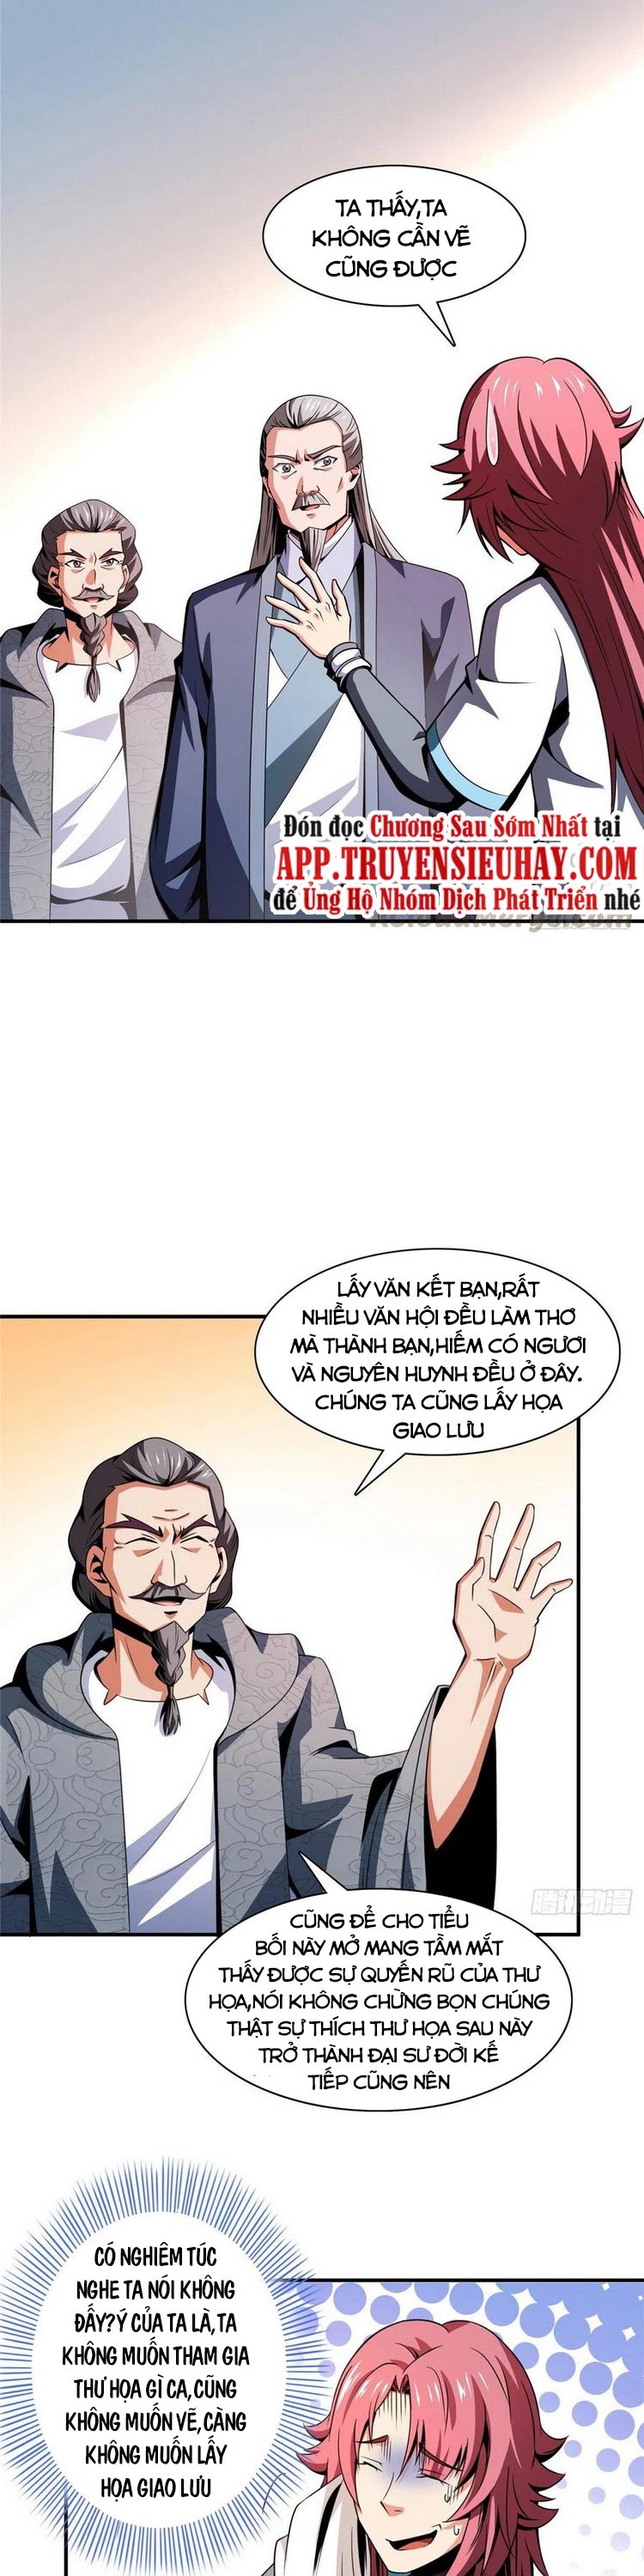 TA THẤY,TA
KHÔNG CẦN VẼ
CŨNG ĐƯỢC
Đón đọc Chương Sau Sớm Nhất tại
APP.TRUYENSIEUHAY.COM
để Ủng Hộ Nhóm Dịch Phát Triển nhé
LẤY VĂN KẾT BẠN,RẤT
NHIỀU VĂN HỘI ĐỀU LÀM THƠ
MÀ THÀNH BẠN,HIẾM CÓ NGƯƠI
VÀ NGUYÊN HUYNH ĐỀU Ở ĐÂY.
CHÚNG TA CŨNG LẤY HỌA
GIAO LƯU
腾讯动漫
CŨNG ĐỂ CHO TIỂU
BỐI NÀY MỞ MANG TẦM MẮT
THẤY ĐƯỢC SỰ QUYẾN RŨ CỦA THƯ
HỌA,NÓI KHÔNG CHỪNG BỌN CHÚNG
THẬT SỰ THÍCH THƯ HỌA SAU NÀY
TRỞ THÀNH ĐẠI SƯ ĐỜI KẾ
TIẾP CŨNG NÊN
CÓ NGHIÊM TÚC
NGHE TA NÓI KHÔNG
ĐẤY?Ý CỦA TA LÀ,TA
KHÔNG MUỐN THAM GIA
THƯ HỌA GÌ CẢ,CŨNG
KHÔNG MUỐN VẼ,CÀNG
KHÔNG MUỐN LẤY
HỌA GIAO LƯU